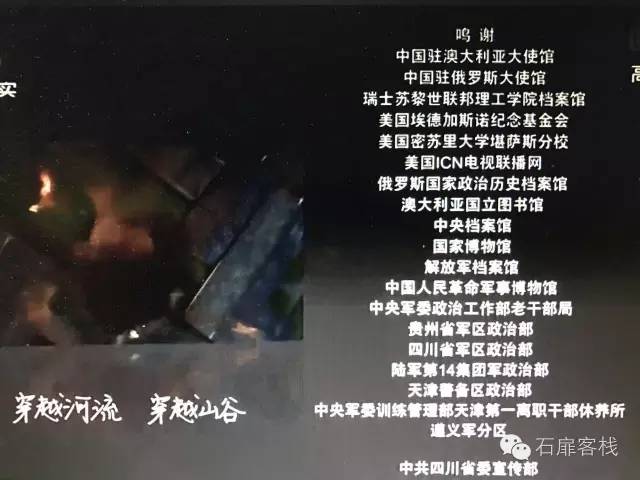 实
高
鸣 谢
中国驻澳大利亚大使馆
中国驻俄罗斯大使馆
瑞士苏黎世联邦理工学院档案馆
美国埃德加斯诺纪念基金会
美国密苏里大学堪萨斯分校
美国ICN电视联播网
俄罗斯国家政治历史档案馆
澳大利亚国立图书馆
中央档案馆
国家博物馆
解放军档案馆
中国人民革命军事博物馆
中央军委政治工作部老干部局
贵州省军区政治部
四川省军区政治部
陆军第14集团军政治部
天津警备区政治部
中央军委训练管理部天津第一离职干部休养所
遵义军分区
中共四川省委宣传部
穿越河流 穿越山谷
石扉客栈